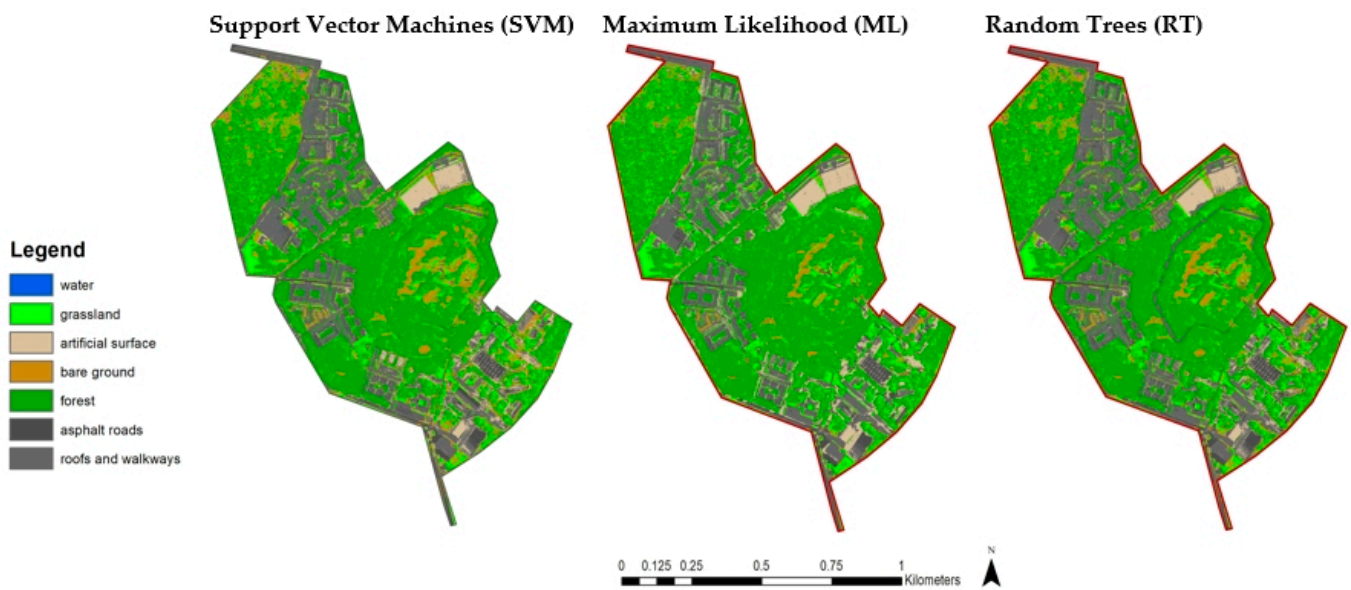 Support Vector Machines (SVM) Maximum Likelihood (ML) Random Trees (RT)
Legend
water
grassland
artificial surface
bare ground
forest
asphalt roads
roofs and walkways
N
0 0.125 0.25 0.5 0.75 1
Kilometers